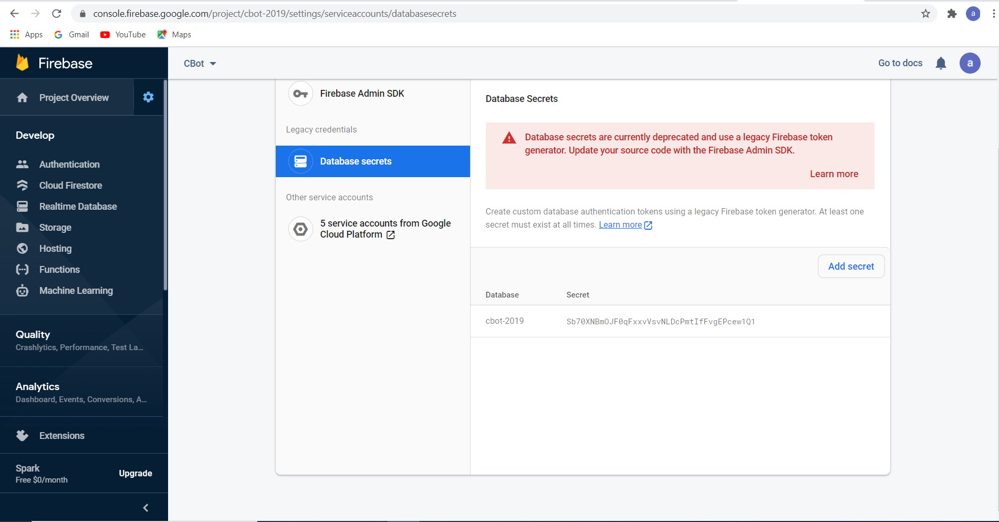 console.firebase.google.com/project/cbot-2019/settings/serviceaccounts/databasesecrets
a
Apps
Gmail
YouTube
Maps
Firebase
CBot
Go to docs
a
Project Overview
Develop
Authentication
Cloud Firestore
Realtime Database
Storage
Hosting
Functions
Machine Learning
Quality
Crashlytics, Performance, Test La...
Analytics
Dashboard, Events, Conversions, A...
Extensions
Spark
Free $0/month
Upgrade
Firebase Admin SDK
Legacy credentials
Database secrets
Other service accounts
5 service accounts from Google
Cloud Platform
Database Secrets
Database secrets are currently deprecated and use a legacy Firebase token
generator. Update your source code with the Firebase Admin SDK.
Learn more
Create custom database authentication tokens using a legacy Firebase token generator. At least one
secret must exist at all times. Learn more
Add secret
Database Secret
cbot-2019 Sb70XNBmOJF0qFxxvVsvNLDcPmtIfFvgEPcew1Q1